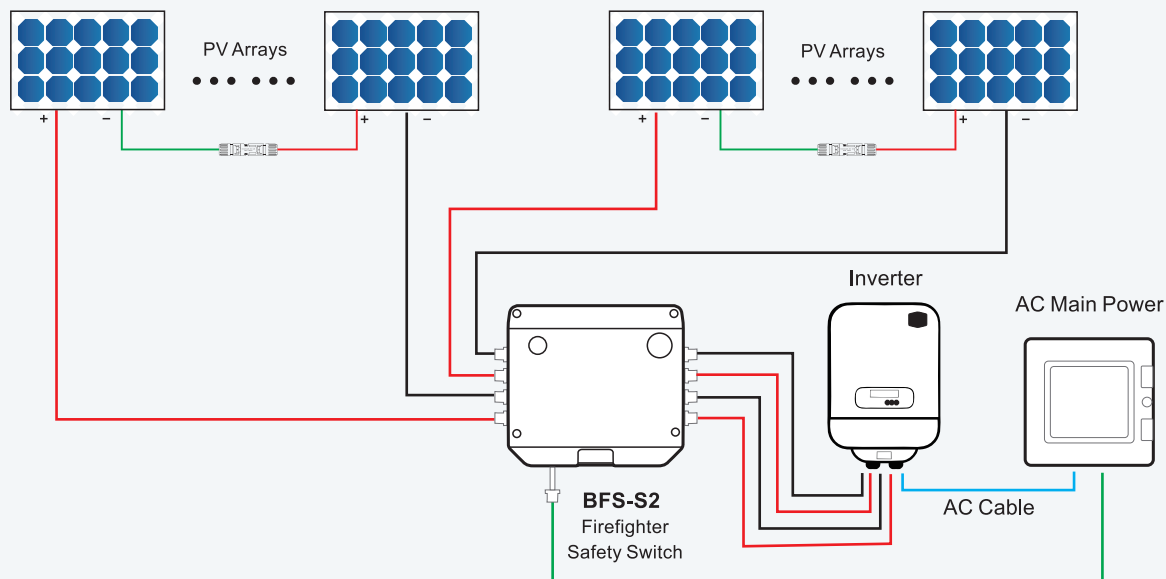 PV Arrays
PV Arrays
+ − + −
+ − + −
Inverter
AC Main Power
BFS-S2
Firefighter
Safety Switch
AC Cable